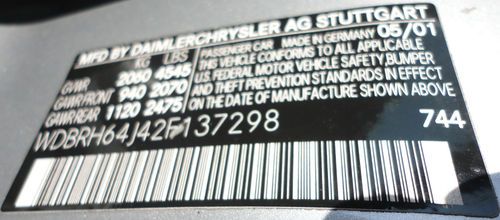 MFD BY DAIMLERCHRYSLER AG STUTTGART
KG LBS
GVWR 2060 4545
GAWR FRONT 940 2070
GAWR REAR 1120 2475
PASSENGER CAR MADE IN GERMANY 05/01
THIS VEHICLE CONFORMS TO ALL APPLICABLE
U.S. FEDERAL MOTOR VEHICLE SAFETY, BUMPER
AND THEFT PREVENTION STANDARDS IN EFFECT
ON THE DATE OF MANUFACTURE SHOWN ABOVE
WDBRH64J42F137298
744